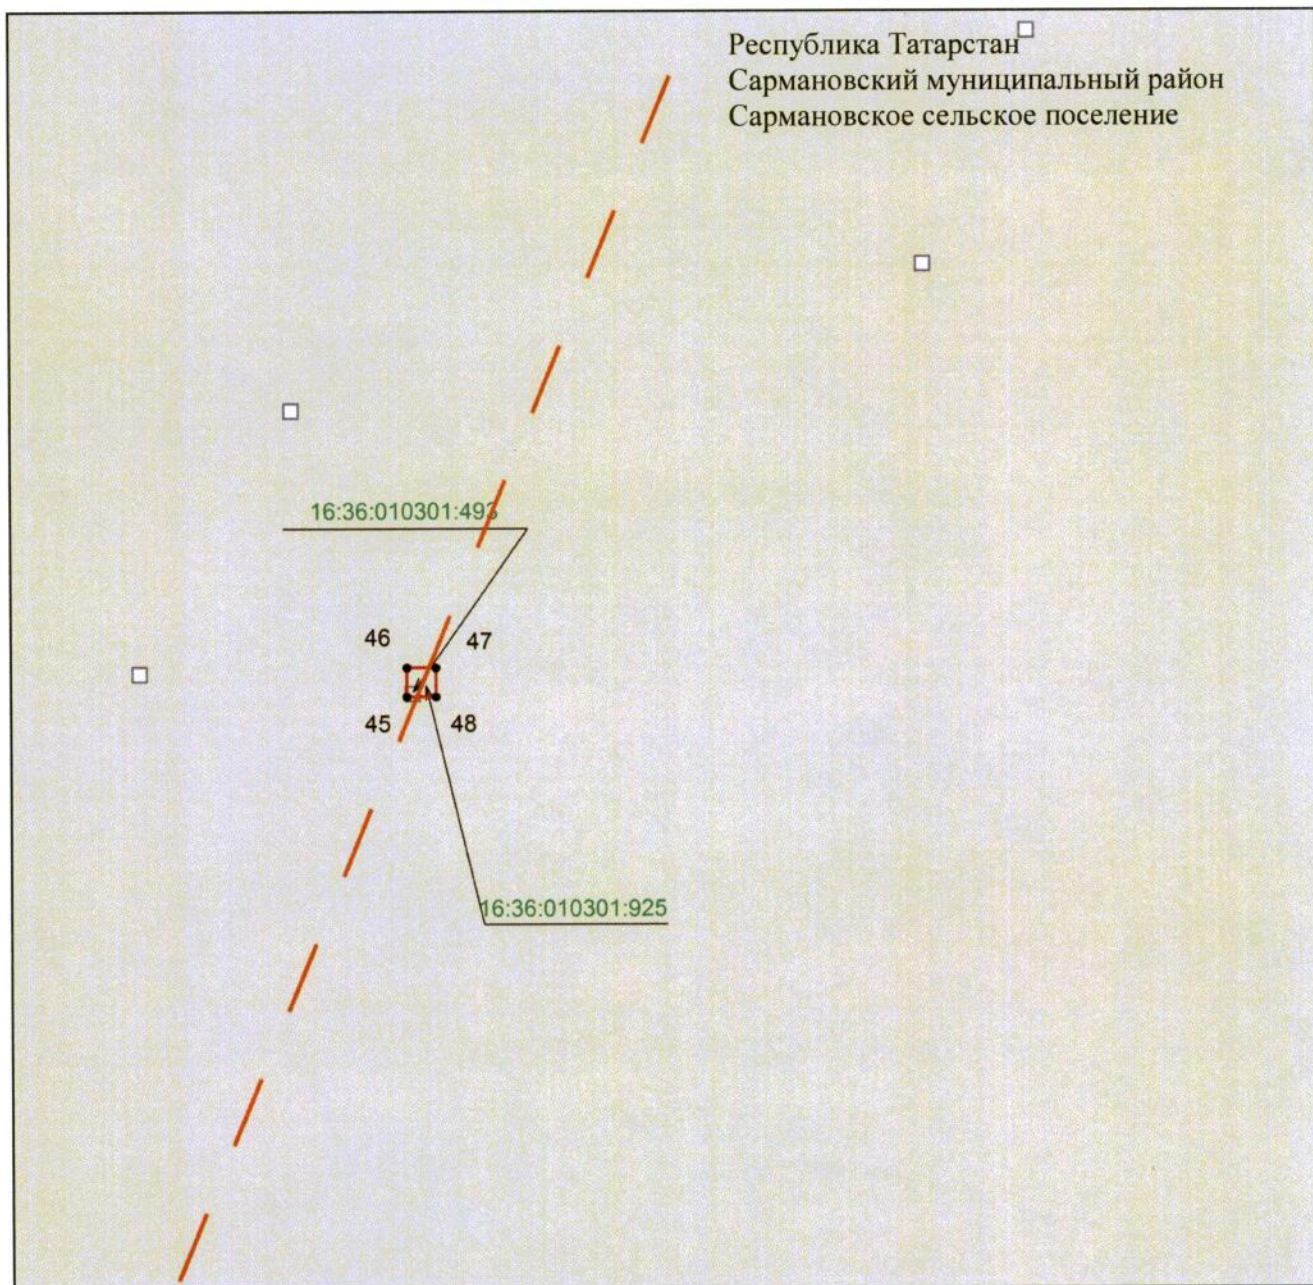 Республика Татарстан
Сармановский муниципальный район
Сармановское сельское поселение
16:36:010301:493
46
47
45
48
16:36:010301:925